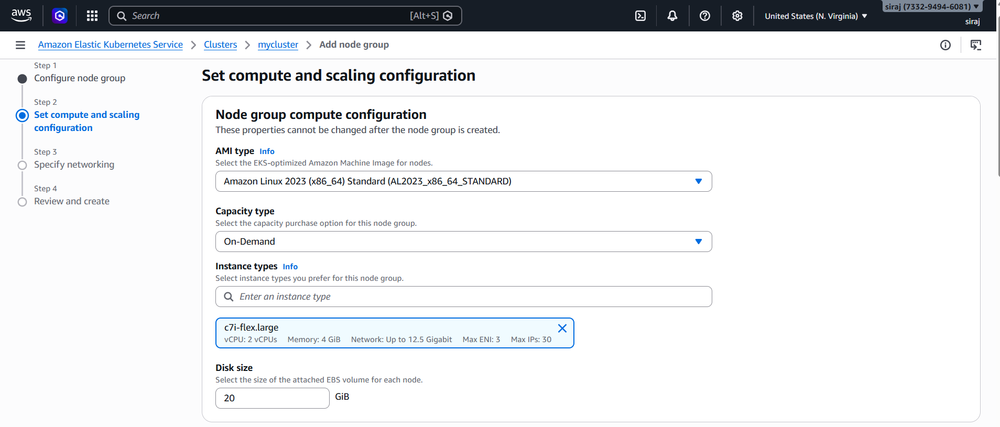 aws
Search
[Alt+S]
United States (N. Virginia)
siraj (7332-9494-6081)
siraj
Amazon Elastic Kubernetes Service
Clusters
mycluster
Add node group
Step 1
Configure node group
Step 2
Set compute and scaling
configuration
Step 3
Specify networking
Step 4
Review and create
Set compute and scaling configuration
Node group compute configuration
These properties cannot be changed after the node group is created.
AMI type Info
Select the EKS-optimized Amazon Machine Image for nodes.
Amazon Linux 2023 (x86_64) Standard (AL2023_x86_64_STANDARD)
Capacity type
Select the capacity purchase option for this node group.
On-Demand
Instance types Info
Select instance types you prefer for this node group.
Enter an instance type
c7i-flex.large
vCPU: 2 vCPUs Memory: 4 GiB Network: Up to 12.5 Gigabit Max ENI: 3 Max IPs: 30
Disk size
Select the size of the attached EBS volume for each node.
20 GiB